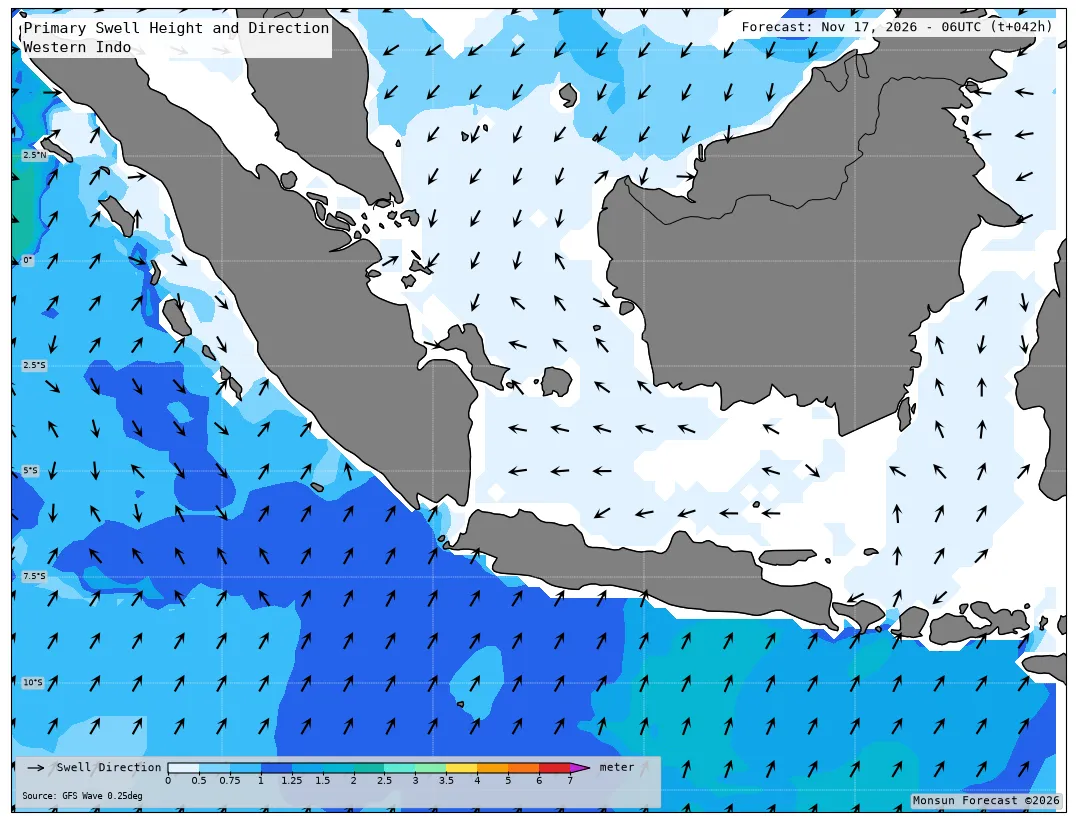 Primary Swell Height and Direction
Western Indo
Forecast: Nov 17, 2026 - 06UTC (t+042h)
2.5°N
0°
2.5°S
5°S
7.5°S
10°S
Swell Direction
meter
0 0.5 0.75 1 1.25 1.5 2 2.5 3 3.5 4 5 6 7
Source: GFS Wave 0.25deg
Monsun Forecast ©2026